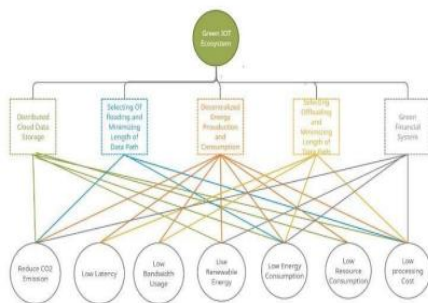 Green IOT
Ecosystem
Distributed
Cloud Data
Storage
Selecting Of
Roading and
Minimizing
Length of
Data Path
Decentralized
Energy
Production and
Consumption
Selecting
Offloading
and
Minimizing
Length of
Data Path
Green
Financial
System
Reduce CO2
Emission
Low Latency
Low
Bandwidth
Usage
Use
Renewable
Energy
Low Energy
Consumption
Low
Resource
Consumption
Low
processing
Cost